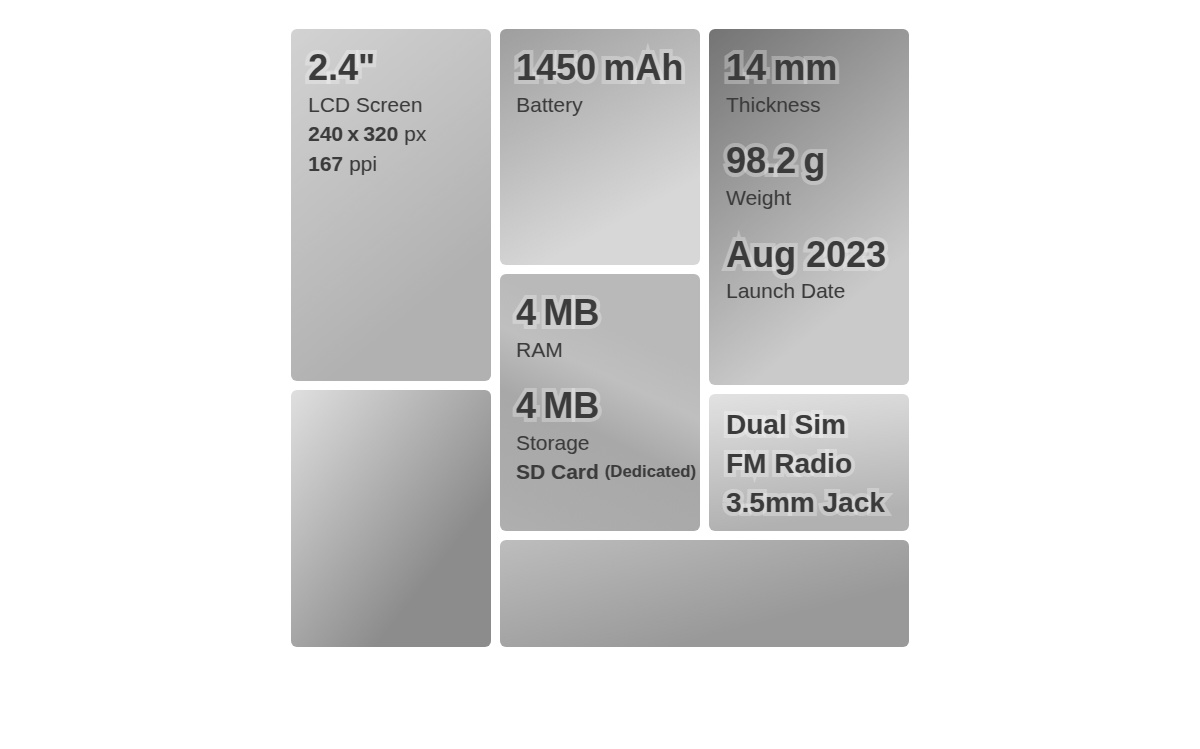 2.4"
LCD Screen
240 x 320 px
167 ppi
1450 mAh
Battery
4 MB
RAM
4 MB
Storage
SD Card (Dedicated)
14 mm
Thickness
98.2 g
Weight
Aug 2023
Launch Date
Dual Sim
FM Radio
3.5mm Jack